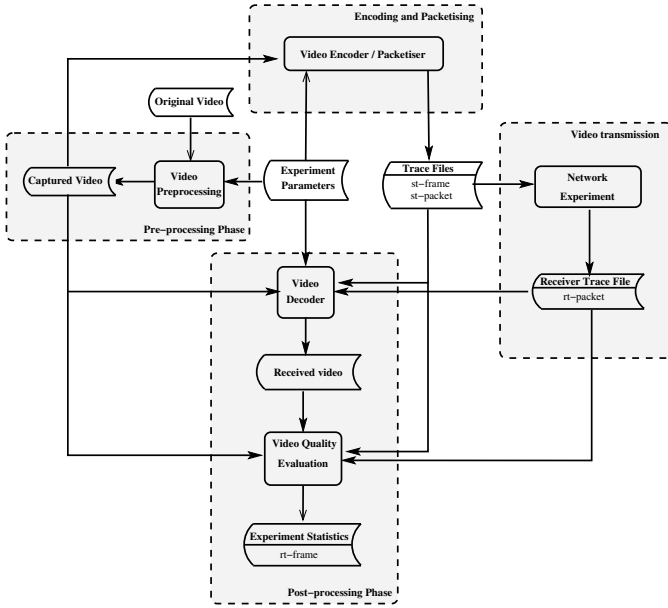 Encoding and Packetising
Video Encoder / Packetiser
Original Video
Video transmission
Captured Video
Video
Preprocessing
Experiment
Parameters
Trace Files
st−frame
st−packet
Network
Experiment
Pre−processing Phase
Video
Decoder
Receiver Trace File
rt−packet
Received video
Video Quality
Evaluation
Experiment Statistics
rt−frame
Post−processing Phase